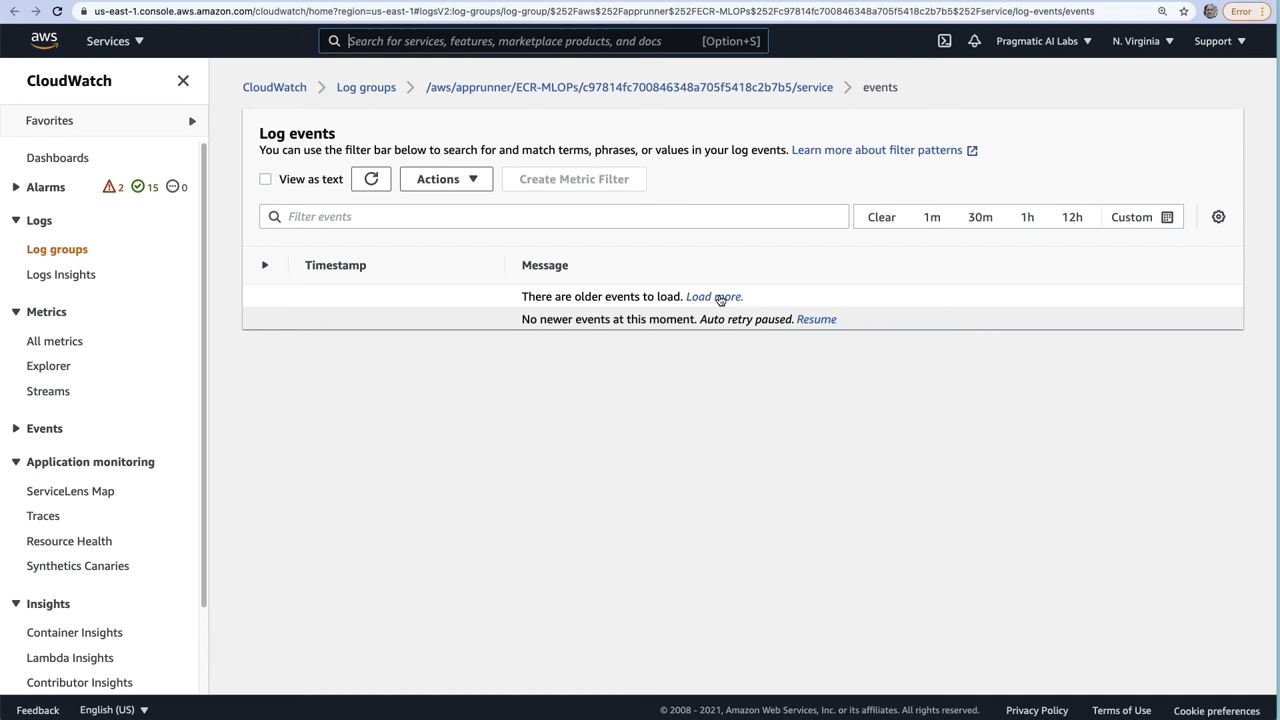 us-east-1.console.aws.amazon.com/cloudwatch/home?region=us-east-1#logsV2:log-groups/log-group/$252Faws$252Fapprunner$252FECR-MLOPs$252Fc97814fc700846348a705f5418c2b7b5$252Fservice/log-events/events
Error
aws
Services
Search for services, features, marketplace products, and docs [Option+S]
Pragmatic AI Labs
N. Virginia
Support
CloudWatch
Favorites
Dashboards
Alarms 2 15 0
Logs
Log groups
Logs Insights
Metrics
All metrics
Explorer
Streams
Events
Application monitoring
ServiceLens Map
Traces
Resource Health
Synthetics Canaries
Insights
Container Insights
Lambda Insights
Contributor Insights
CloudWatch Log groups /aws/apprunner/ECR-MLOPs/c97814fc700846348a705f5418c2b7b5/service events
Log events
You can use the filter bar below to search for and match terms, phrases, or values in your log events. Learn more about filter patterns
View as text
Actions
Create Metric Filter
Filter events
Clear 1m 30m 1h 12h Custom
Timestamp Message
There are older events to load. Load more.
No newer events at this moment. Auto retry paused. Resume
Feedback English (US)
© 2008 - 2021, Amazon Web Services, Inc. or its affiliates. All rights reserved. Privacy Policy Terms of Use Cookie preferences